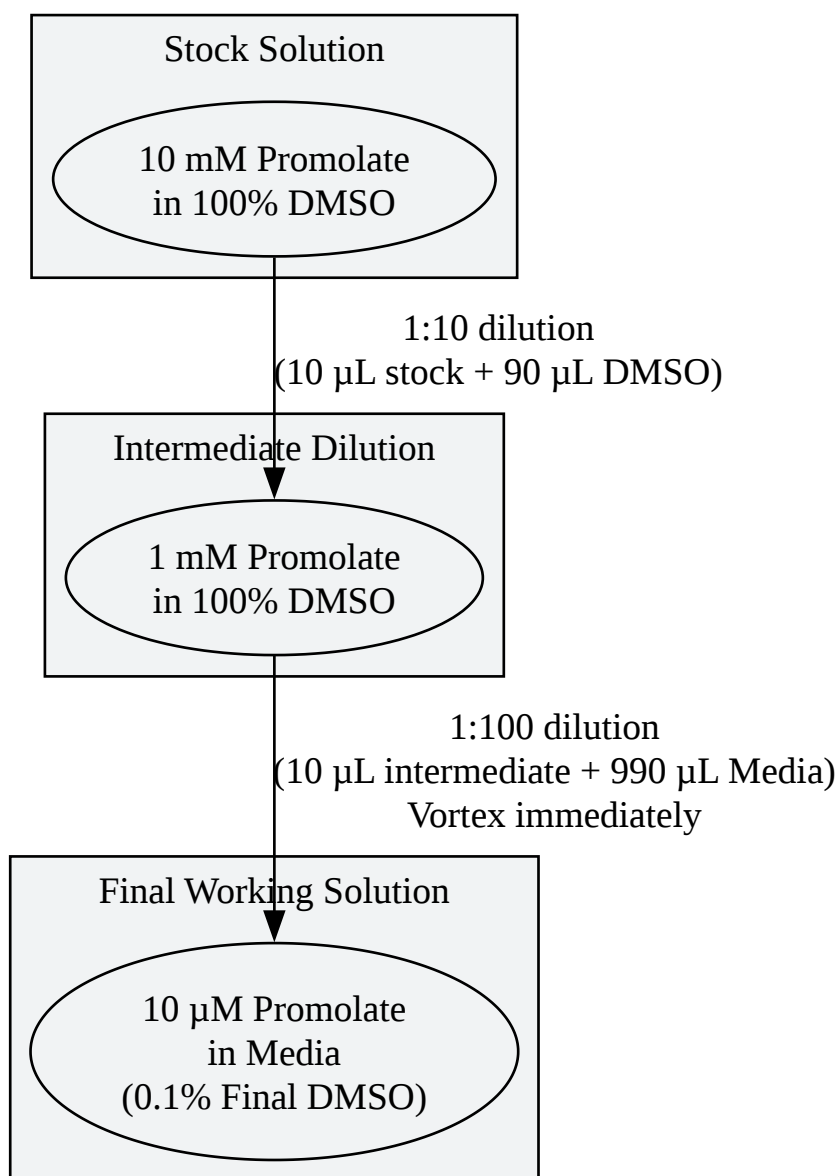 Stock Solution
10 mM Promolate
in 100% DMSO
1:10 dilution
(10 µL stock + 90 µL DMSO)
Intermediate Dilution
1 mM Promolate
in 100% DMSO
1:100 dilution
(10 µL intermediate + 990 µL Media)
Vortex immediately
Final Working Solution
10 µM Promolate
in Media
(0.1% Final DMSO)